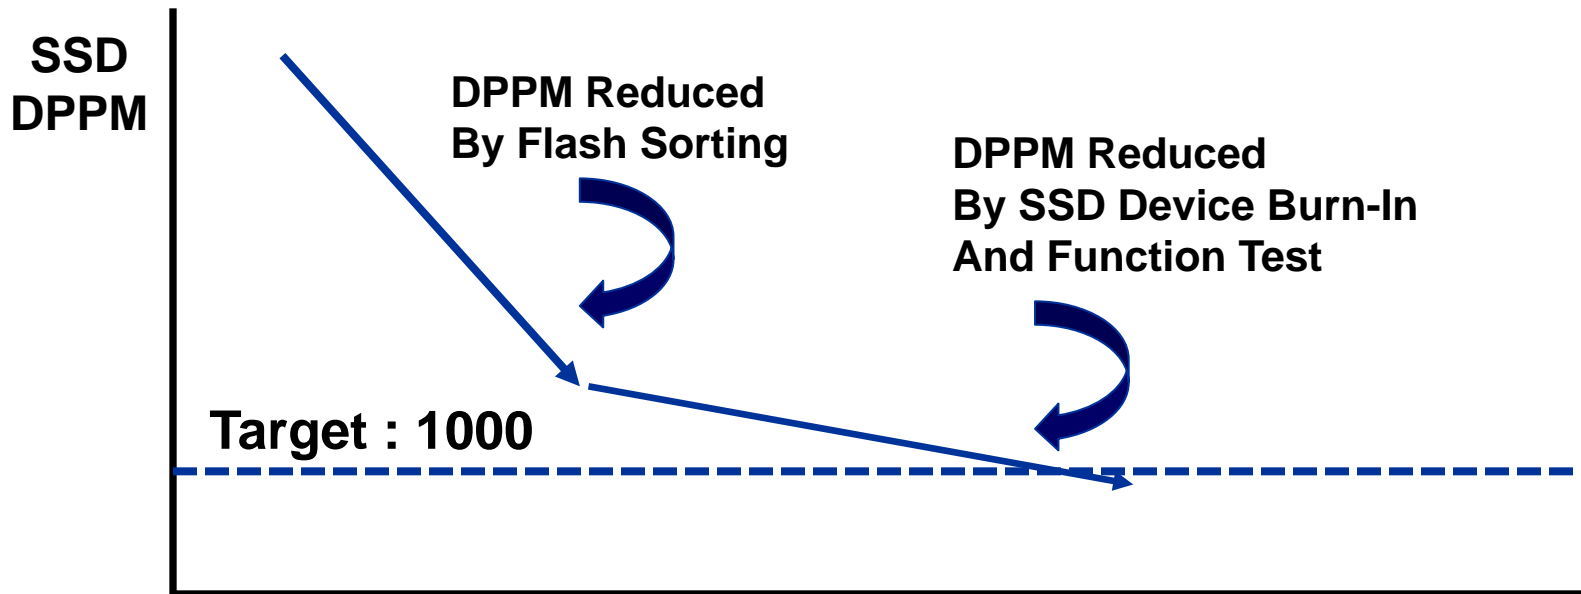 SSD
DPPM
DPPM Reduced
By Flash Sorting
DPPM Reduced
By SSD Device Burn-In
And Function Test
Target : 1000